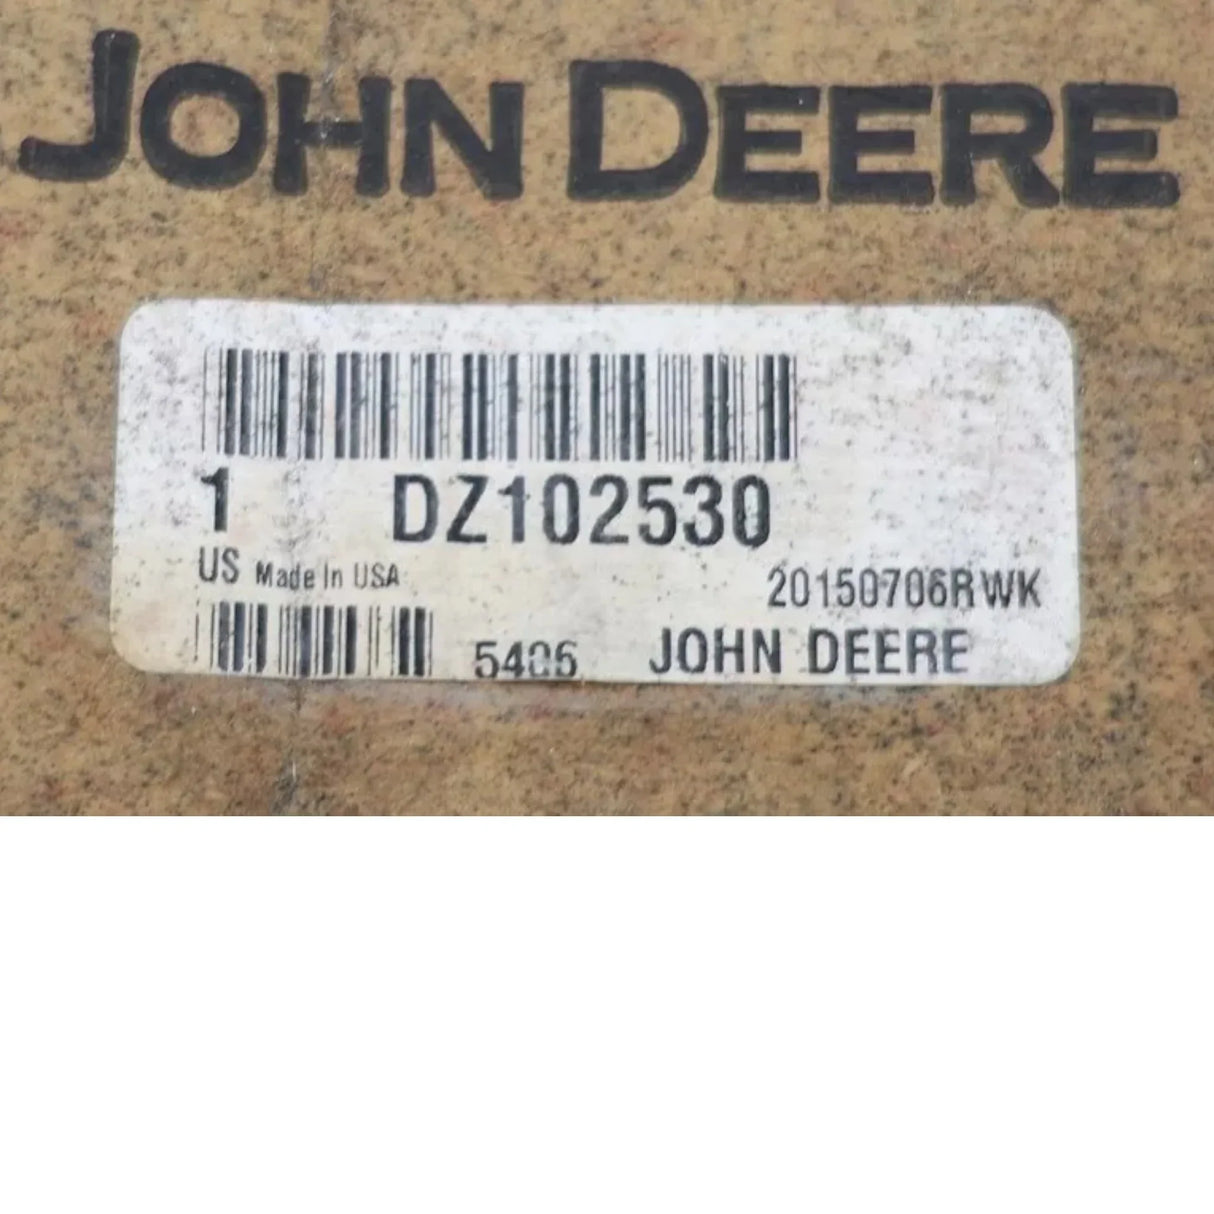 JOHN DEERE
1 DZ102530
US Made In USA
20150706RWK
5406 JOHN DEERE